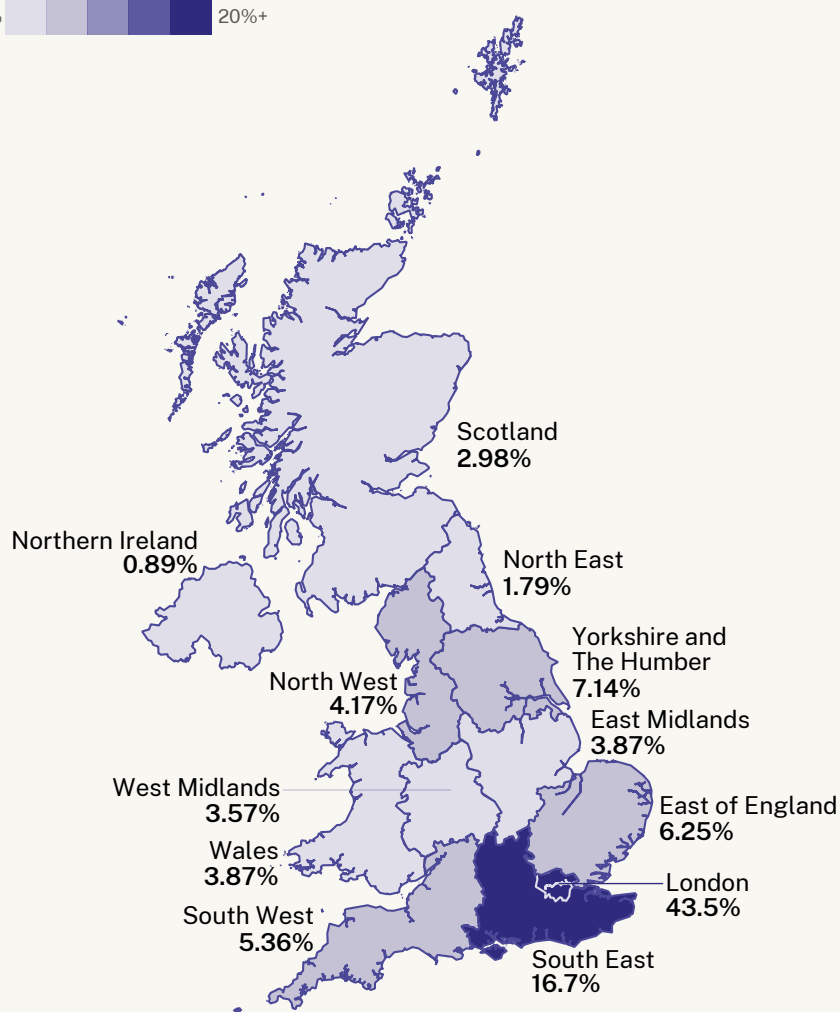 20%+
Scotland
2.98%
Northern Ireland
0.89%
North East
1.79%
Yorkshire and
The Humber
7.14%
North West
4.17%
East Midlands
3.87%
West Midlands
3.57%
East of England
6.25%
Wales
3.87%
London
43.5%
South West
5.36%
South East
16.7%